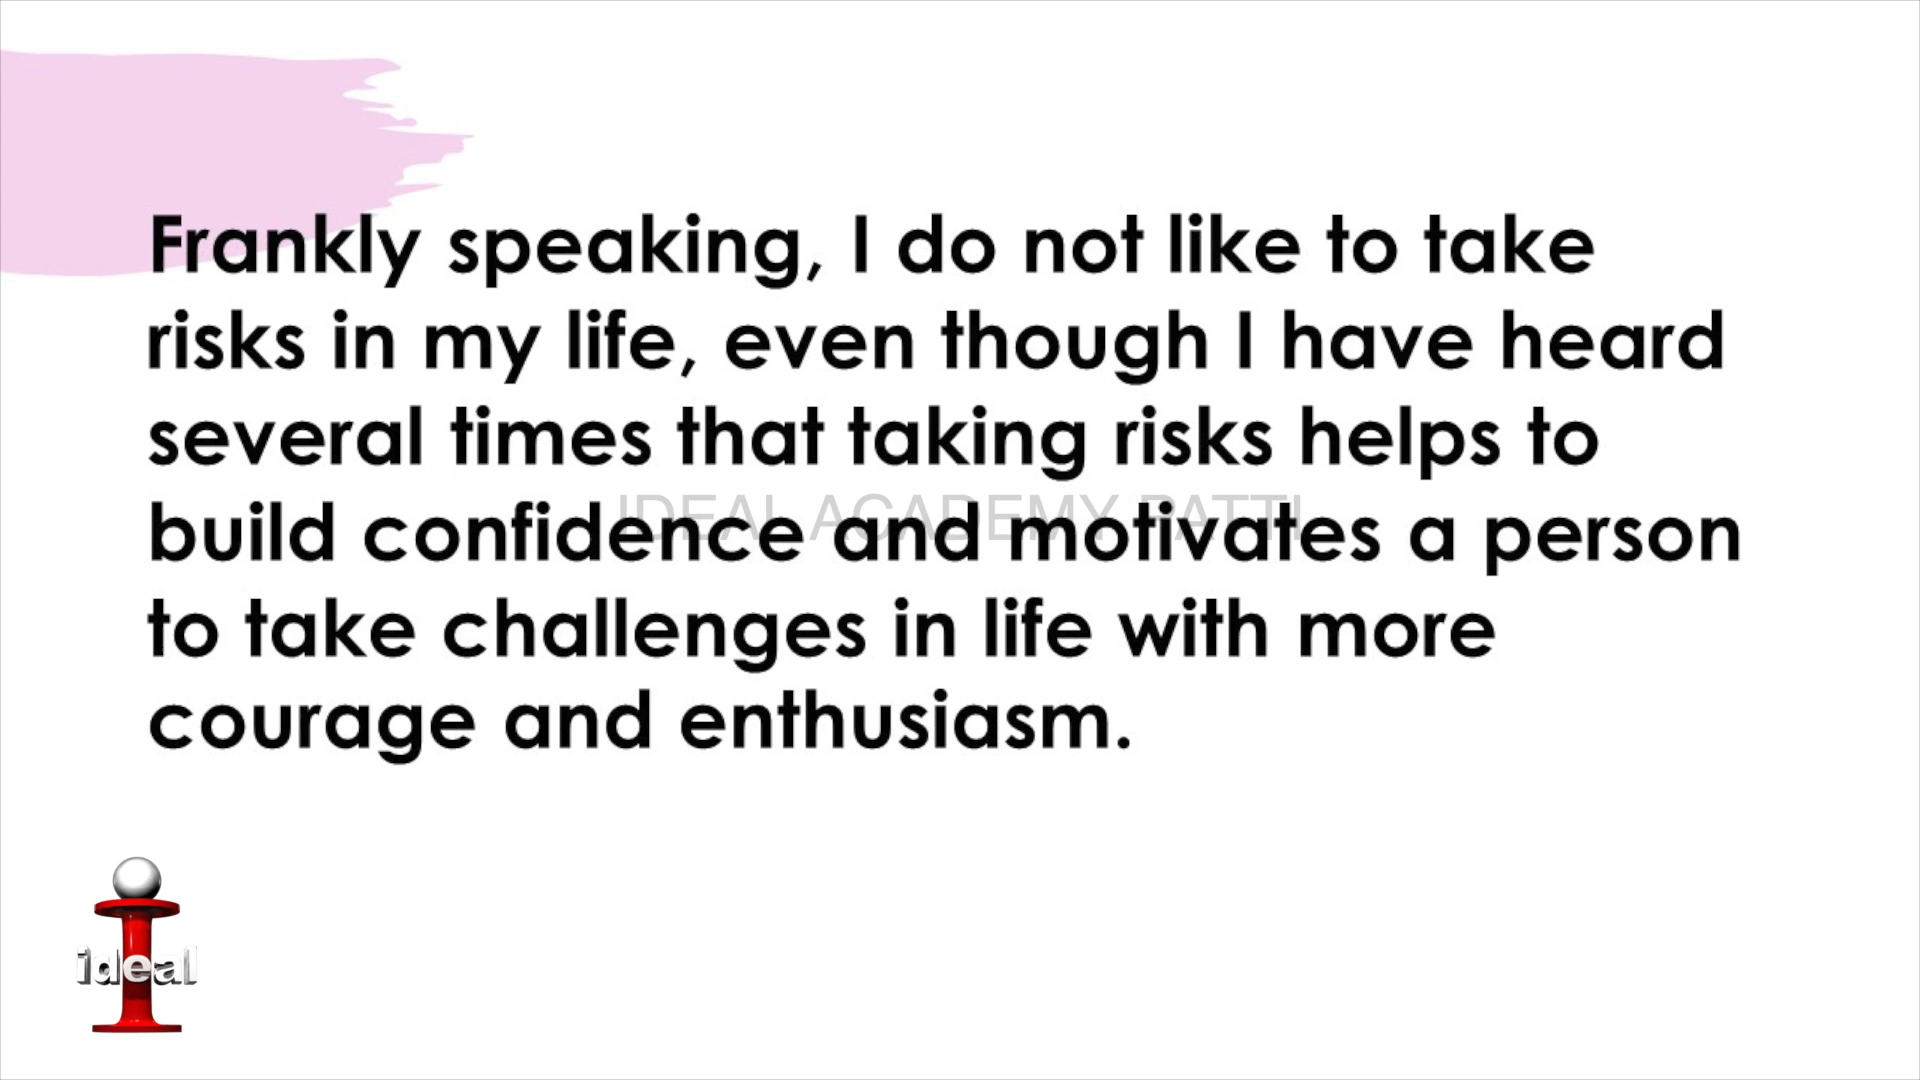 Frankly speaking, I do not like to take
risks in my life, even though I have heard
several times that taking risks helps to
IDEAL ACADEMY PATTI
build confidence and motivates a person
to take challenges in life with more
courage and enthusiasm.
ideal